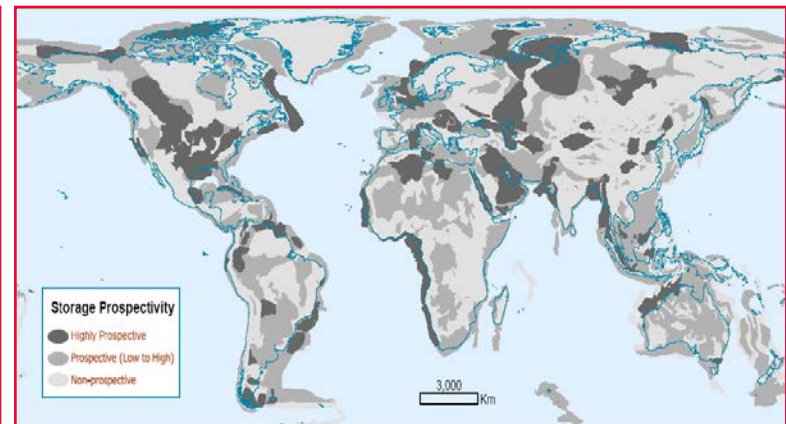 Storage Prospectivity
Highly Prospective
Prospective (Low to High)
Non-prospective
3,000
Km